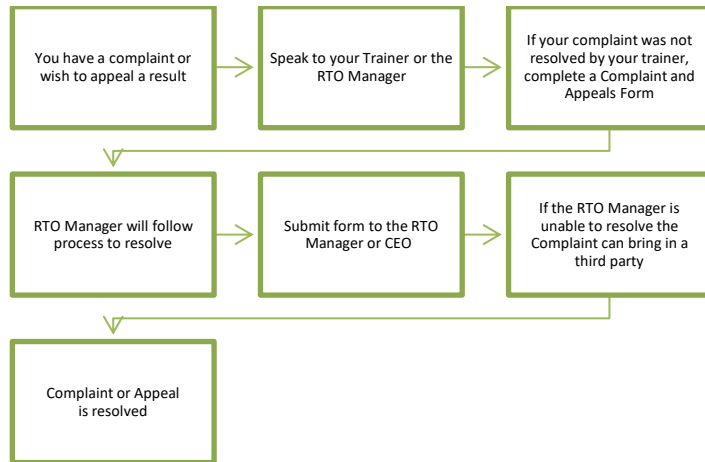 You have a complaint or
wish to appeal a result
Speak to your Trainer or the
RTO Manager
If your complaint was not
resolved by your trainer,
complete a Complaint and
Appeals Form
RTO Manager will follow
process to resolve
Submit form to the RTO
Manager or CEO
If the RTO Manager is
unable to resolve the
Complaint can bring in a
third party
Complaint or Appeal
is resolved